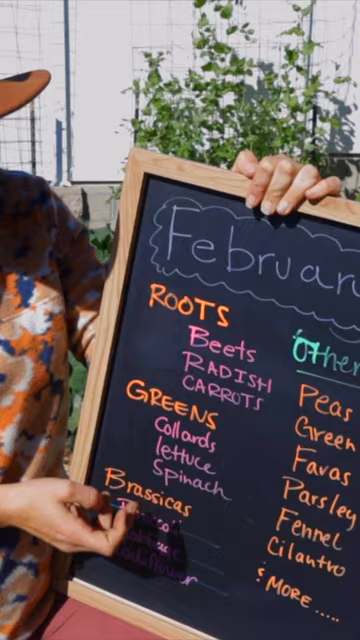 Februar
ROOTS
Beets
RADISH
CARROTS
GREENS
Collards
lettuce
Spinach
Brassicas
Other
Peas
Green
Favas
Parsley
Fennel
Cilantro
& MORE.....